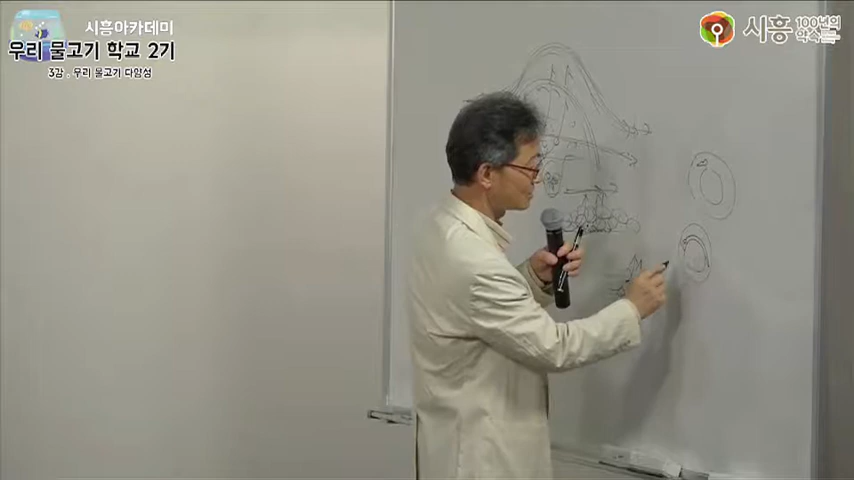 시흥아카데미
우리 물고기 학교 2기
3강. 우리 물고기 다양성
시흥 100년의
약속